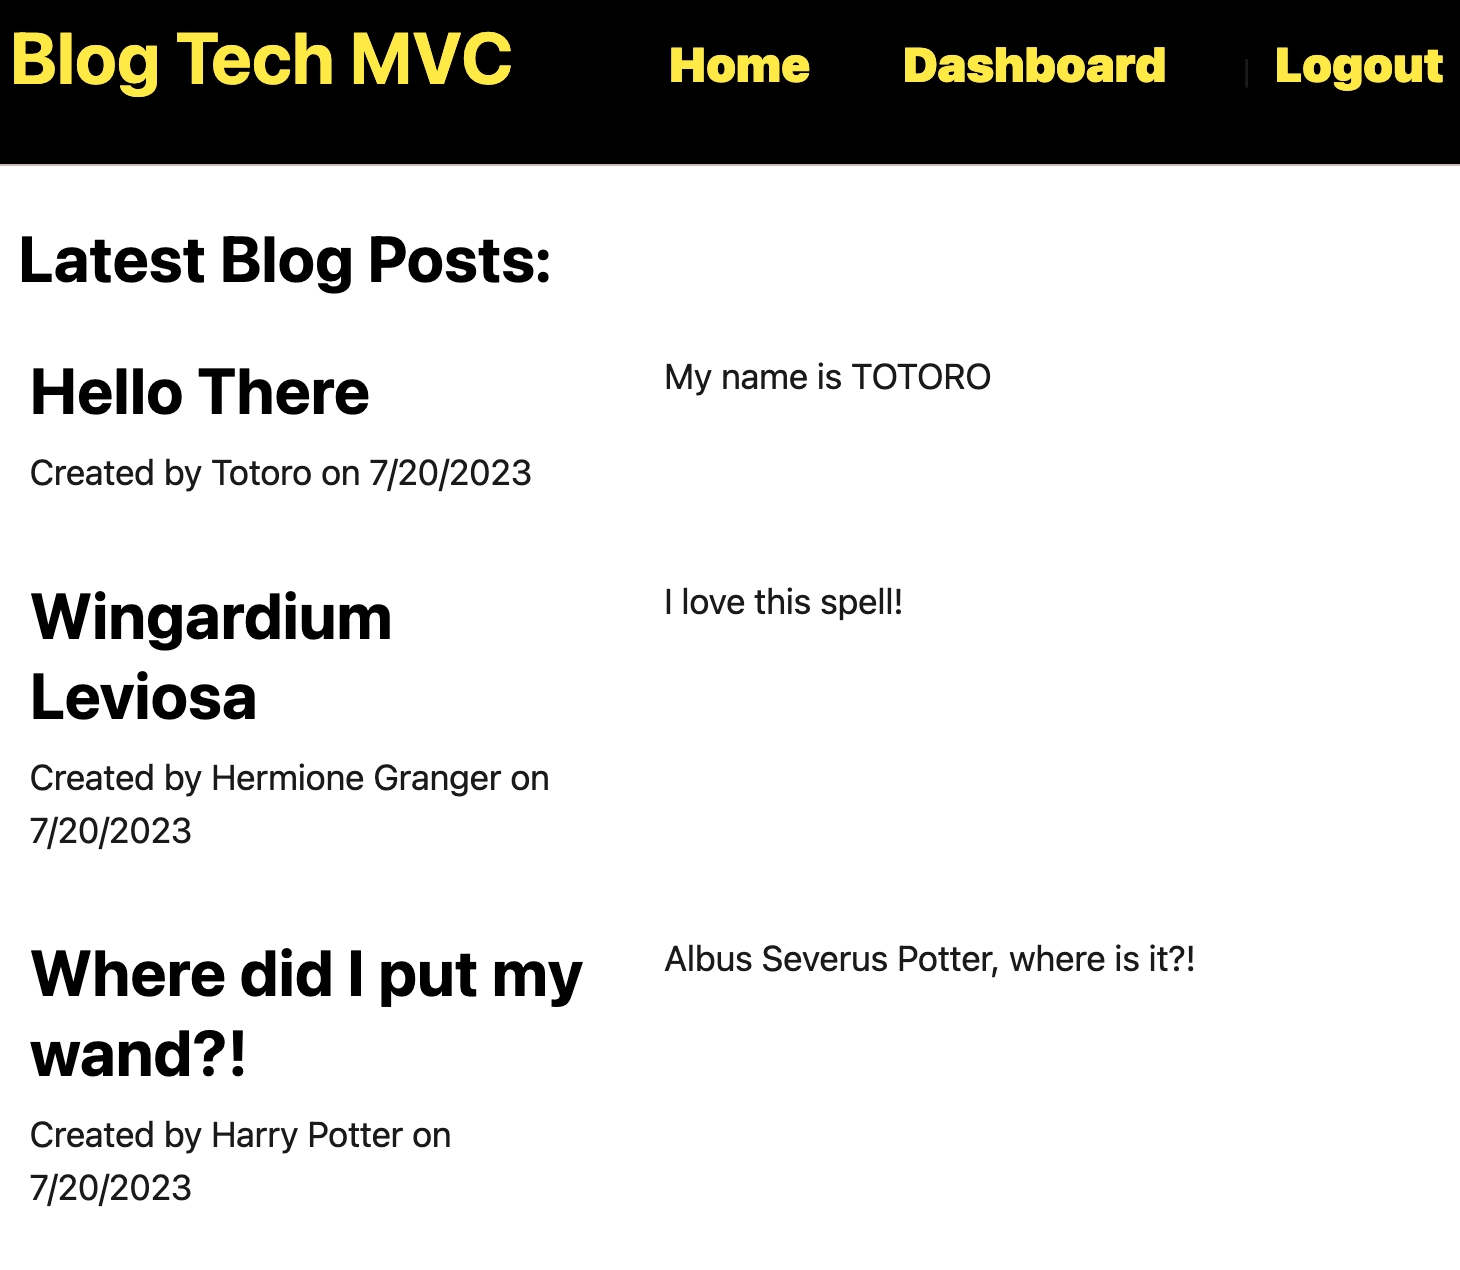 Blog Tech MVC
Home Dashboard | Logout
Latest Blog Posts:
Hello There
Created by Totoro on 7/20/2023
My name is TOTORO
Wingardium
Leviosa
Created by Hermione Granger on
7/20/2023
I love this spell!
Where did I put my
wand?!
Created by Harry Potter on
7/20/2023
Albus Severus Potter, where is it?!